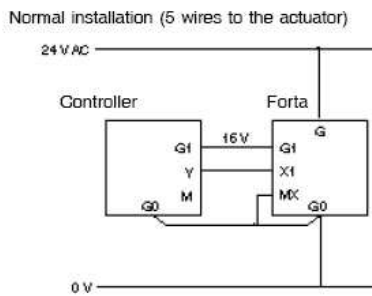 Normal installation (5 wires to the actuator)
24 V AC
Controller
Forta
G
G1
16 V
G1
Y
X1
M
MX
G0
G0
0 V